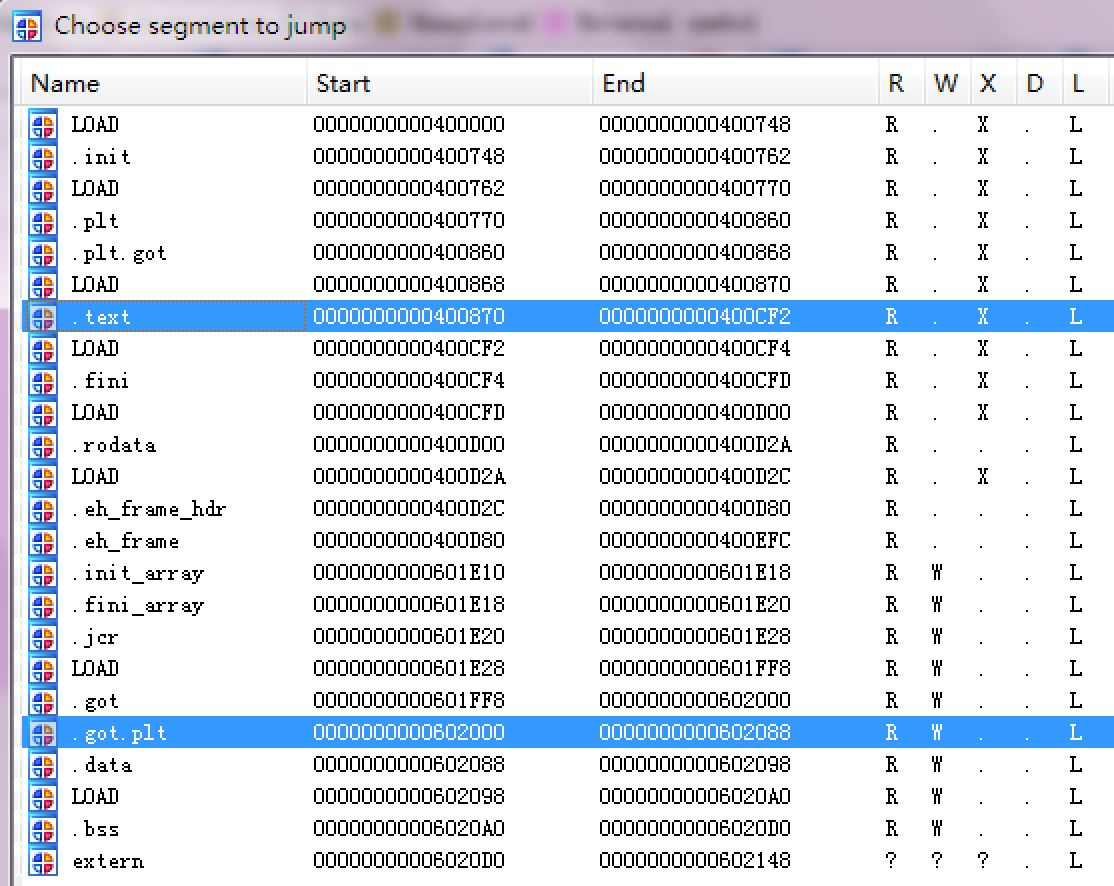 Choose segment to jump
Name Start End R W X D L
LOAD 0000000000400000 0000000000400748 R . X . L
.init 0000000000400748 0000000000400762 R . X . L
LOAD 0000000000400762 0000000000400770 R . X . L
.plt 0000000000400770 0000000000400860 R . X . L
.plt.got 0000000000400860 0000000000400868 R . X . L
LOAD 0000000000400868 0000000000400870 R . X . L
.text 0000000000400870 0000000000400CF2 R . X . L
LOAD 0000000000400CF2 0000000000400CF4 R . X . L
.fini 0000000000400CF4 0000000000400CFD R . X . L
LOAD 0000000000400CFD 0000000000400D00 R . X . L
.rodata 0000000000400D00 0000000000400D2A R . . . L
LOAD 0000000000400D2A 0000000000400D2C R . X . L
.eh_frame_hdr 0000000000400D2C 0000000000400D80 R . . . L
.eh_frame 0000000000400D80 0000000000400EFC R . . . L
.init_array 0000000000601E10 0000000000601E18 R W . . L
.fini_array 0000000000601E18 0000000000601E20 R W . . L
.jcr 0000000000601E20 0000000000601E28 R W . . L
LOAD 0000000000601E28 0000000000601FF8 R W . . L
.got 0000000000601FF8 0000000000602000 R W . . L
.got.plt 0000000000602000 0000000000602088 R W . . L
.data 0000000000602088 0000000000602098 R W . . L
LOAD 0000000000602098 00000000006020A0 R W . . L
.bss 00000000006020A0 00000000006020D0 R W . . L
extern 00000000006020D0 0000000000602148 ? ? ? . L